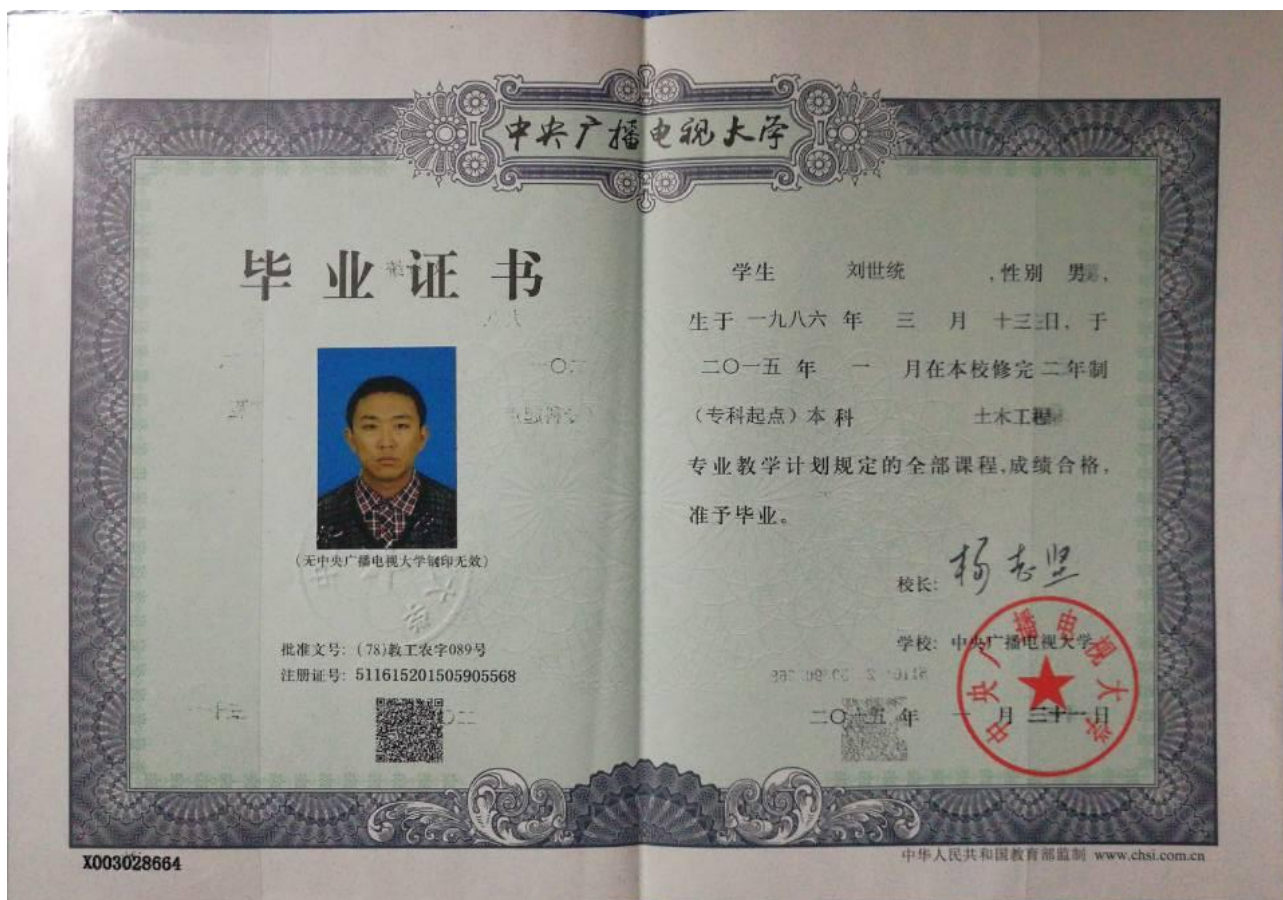 中央广播电视大学
毕业证书
(无中央广播电视大学钢印无效)
批准文号: (78)教工农字089号
注册证号: 511615201505905568
学生 刘世统 ,性别 男,
生于 一九八六 年 三 月 十三日, 于
二〇一五 年 一 月在本校修完 二年制
(专科起点) 本科 土木工程
专业教学计划规定的全部课程,成绩合格,
准予毕业。
校长: 杨志坚
学校: 中央广播电视大学
中央广播电视大学
二〇一五 年 一 月 三十一日
X003028664
中华人民共和国教育部监制 www.chsi.com.cn